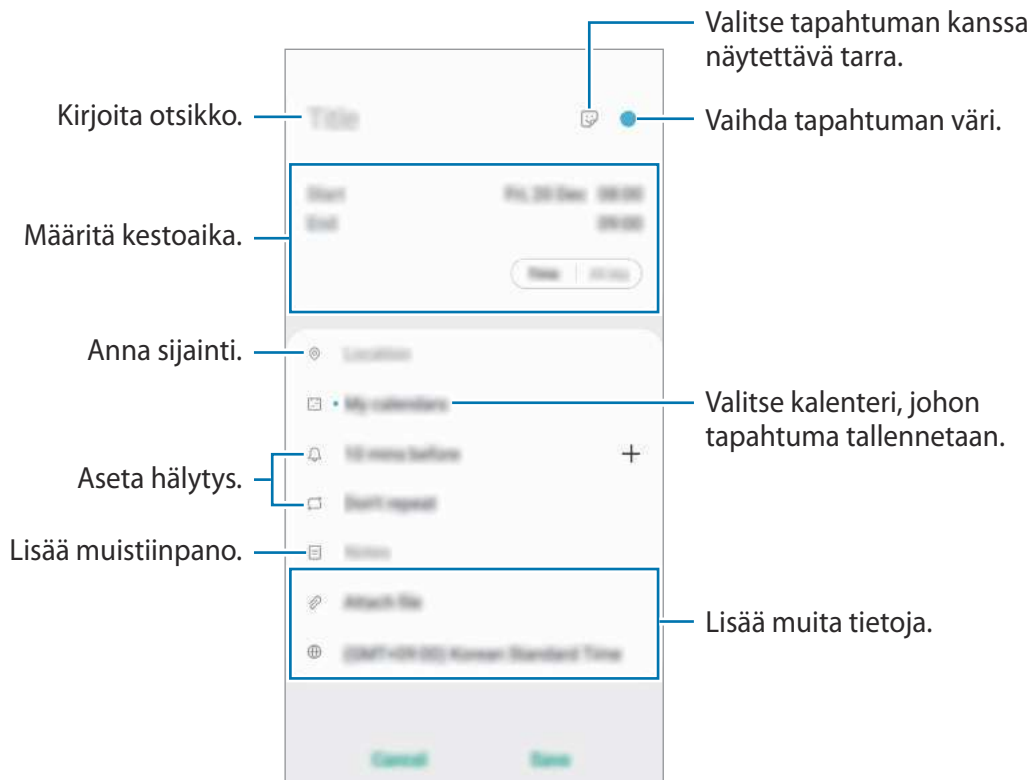 Valitse tapahtuman kanssa
näytettävä tarra.
Kirjoita otsikko.
Title
Vaihda tapahtuman väri.
Start
Fri, 20 Dec 08:00
End
09:00
Määritä kestoaika.
Time
All day
Anna sijainti.
Location
My calendars
Valitse kalenteri, johon
tapahtuma tallennetaan.
10 mins before
Aseta hälytys.
Don't repeat
Lisää muistiinpano.
Notes
Attach file
Lisää muita tietoja.
(GMT+09:00) Korean Standard Time
Cancel
Save